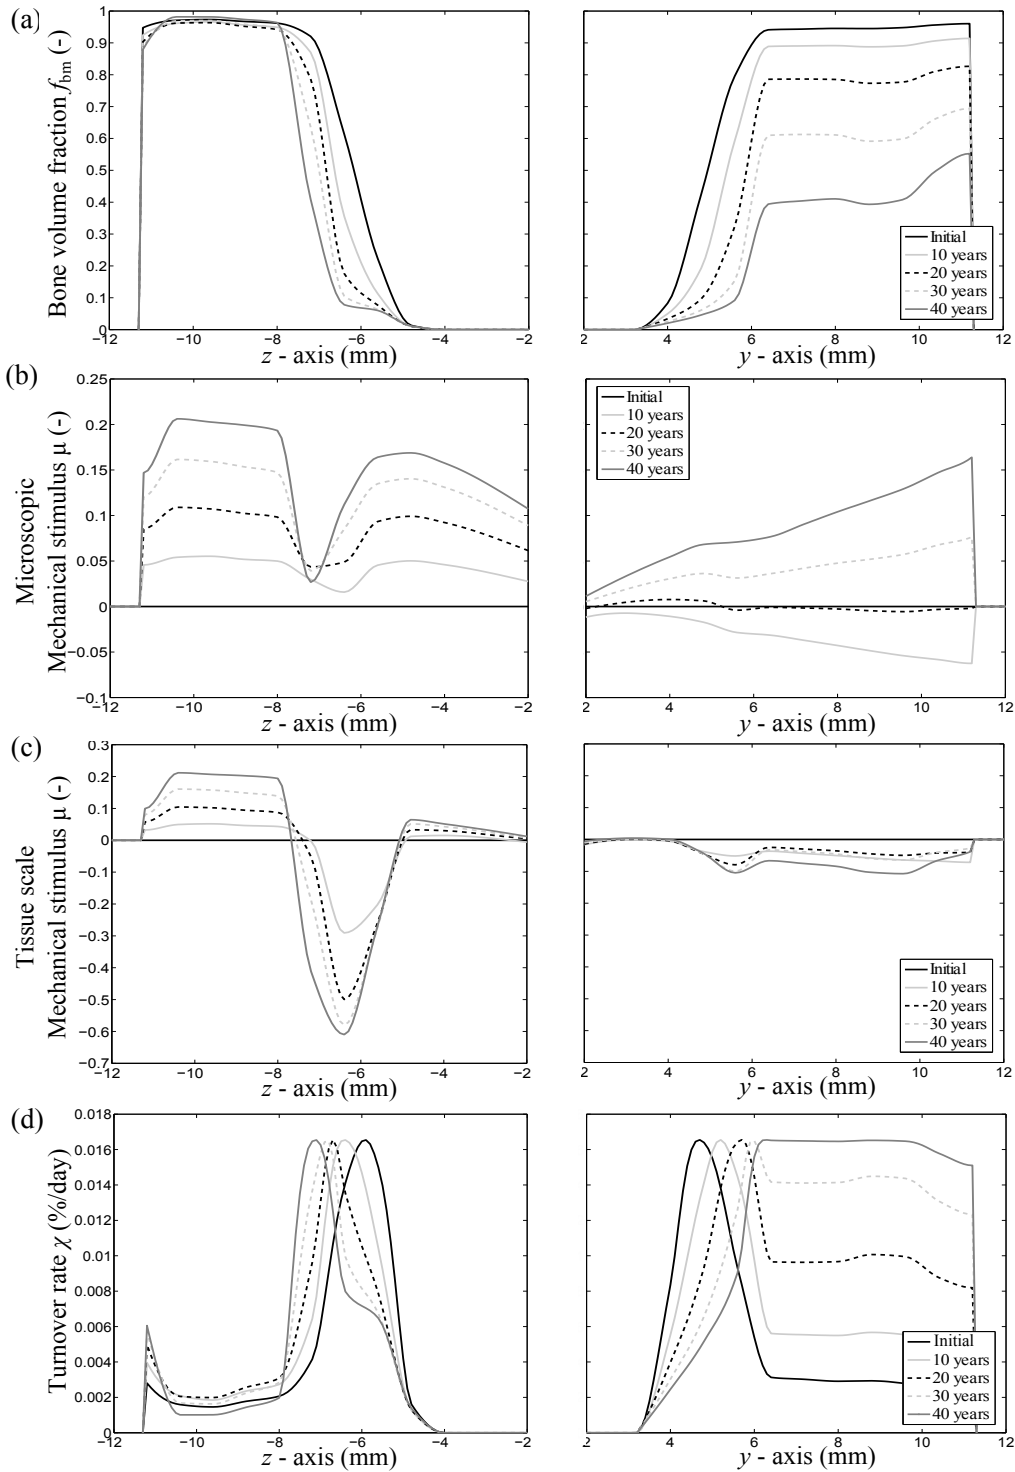 (a)
Bone volume fraction f_bm (-)
1
0.9
0.8
0.7
0.6
0.5
0.4
0.3
0.2
0.1
0
−12
−10
−8
−6
−4
−2
z - axis (mm)
Initial
10 years
20 years
30 years
40 years
2
4
6
8
10
12
y - axis (mm)
(b)
Microscopic
Mechanical stimulus μ (-)
0.25
0.2
0.15
0.1
0.05
0
−0.05
−0.1
−12
−10
−8
−6
−4
−2
z - axis (mm)
Initial
10 years
20 years
30 years
40 years
2
4
6
8
10
12
y - axis (mm)
(c)
Tissue scale
Mechanical stimulus μ (-)
0.3
0.2
0.1
0
−0.1
−0.2
−0.3
−0.4
−0.5
−0.6
−0.7
−12
−10
−8
−6
−4
−2
z - axis (mm)
Initial
10 years
20 years
30 years
40 years
2
4
6
8
10
12
y - axis (mm)
(d)
Turnover rate χ (%/day)
0.018
0.016
0.014
0.012
0.01
0.008
0.006
0.004
0.002
0
−12
−10
−8
−6
−4
−2
z - axis (mm)
Initial
10 years
20 years
30 years
40 years
2
4
6
8
10
12
y - axis (mm)